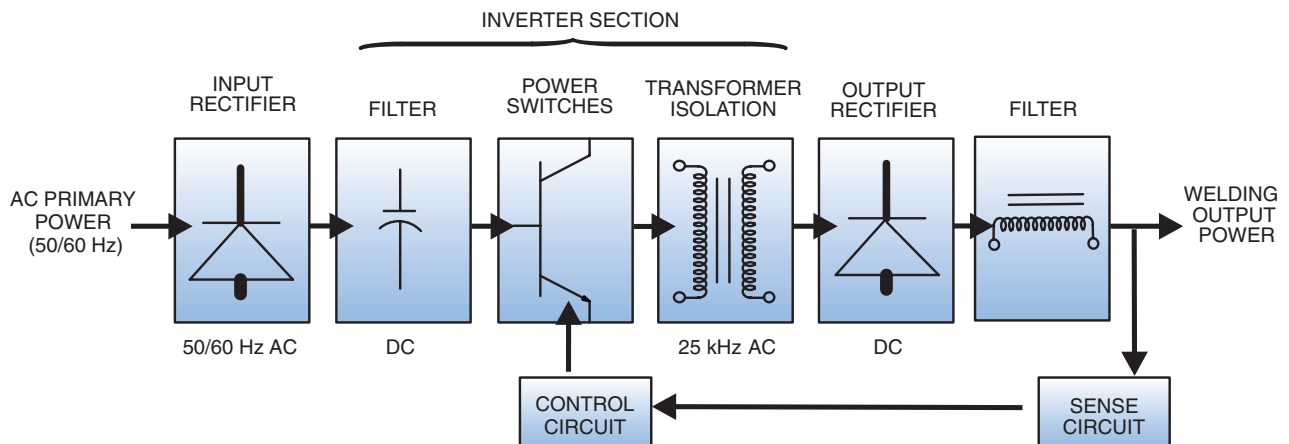 INVERTER SECTION
INPUT
RECTIFIER
FILTER
POWER
SWITCHES
TRANSFORMER
ISOLATION
OUTPUT
RECTIFIER
FILTER
AC PRIMARY
POWER
(50/60 Hz)
WELDING
OUTPUT
POWER
50/60 Hz AC
DC
25 kHz AC
DC
CONTROL
CIRCUIT
SENSE
CIRCUIT